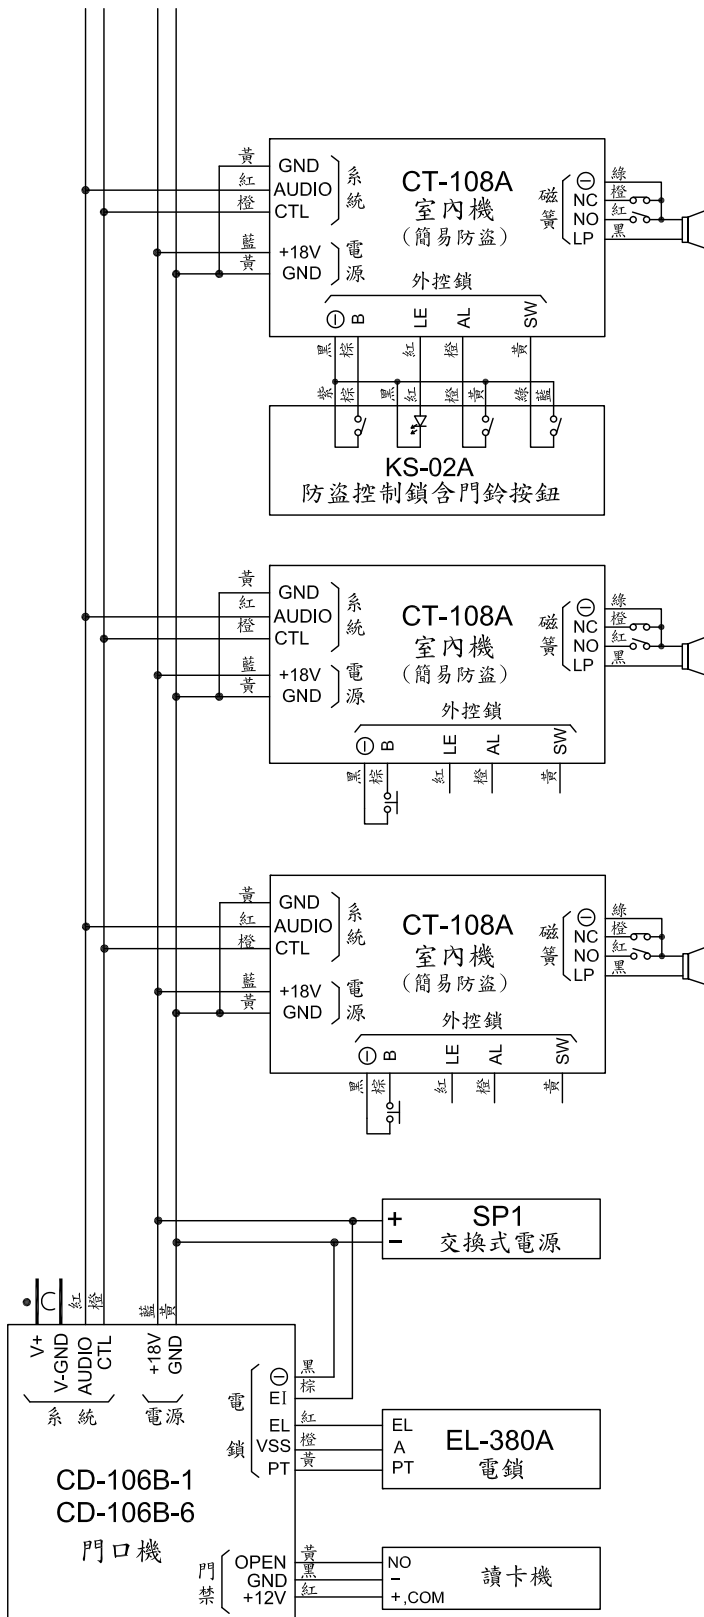 黃 GND
紅 AUDIO
橙 CTL
系統
藍 +18V
黃 GND
電源
CT-108A
室內機
(簡易防盜)
磁簧
⊖ 綠
NC 橙
NO 紅
LP 黑
外控鎖
⊖ B LE AL SW
黑 棕 紅 橙 黃
紫 棕 黑 紅 橙 黃 綠 藍
KS-02A
防盜控制鎖含門鈴按鈕
黃 GND
紅 AUDIO
橙 CTL
系統
藍 +18V
黃 GND
電源
CT-108A
室內機
(簡易防盜)
磁簧
⊖ 綠
NC 橙
NO 紅
LP 黑
外控鎖
⊖ B LE AL SW
黑 棕 紅 橙 黃
黃 GND
紅 AUDIO
橙 CTL
系統
藍 +18V
黃 GND
電源
CT-108A
室內機
(簡易防盜)
磁簧
⊖ 綠
NC 橙
NO 紅
LP 黑
外控鎖
⊖ B LE AL SW
黑 棕 紅 橙 黃
+ SP1
- 交換式電源
紅 橙 藍 黃
V+ V-GND AUDIO CTL +18V GND
系統 電源
電鎖
⊖ 黑
EI 棕
EL 紅 EL
VSS 橙 A
PT 黃 PT
EL-380A
電鎖
CD-106B-1
CD-106B-6
門口機
門禁
OPEN 黃 NO
GND 黑 -
+12V 紅 +,COM
讀卡機